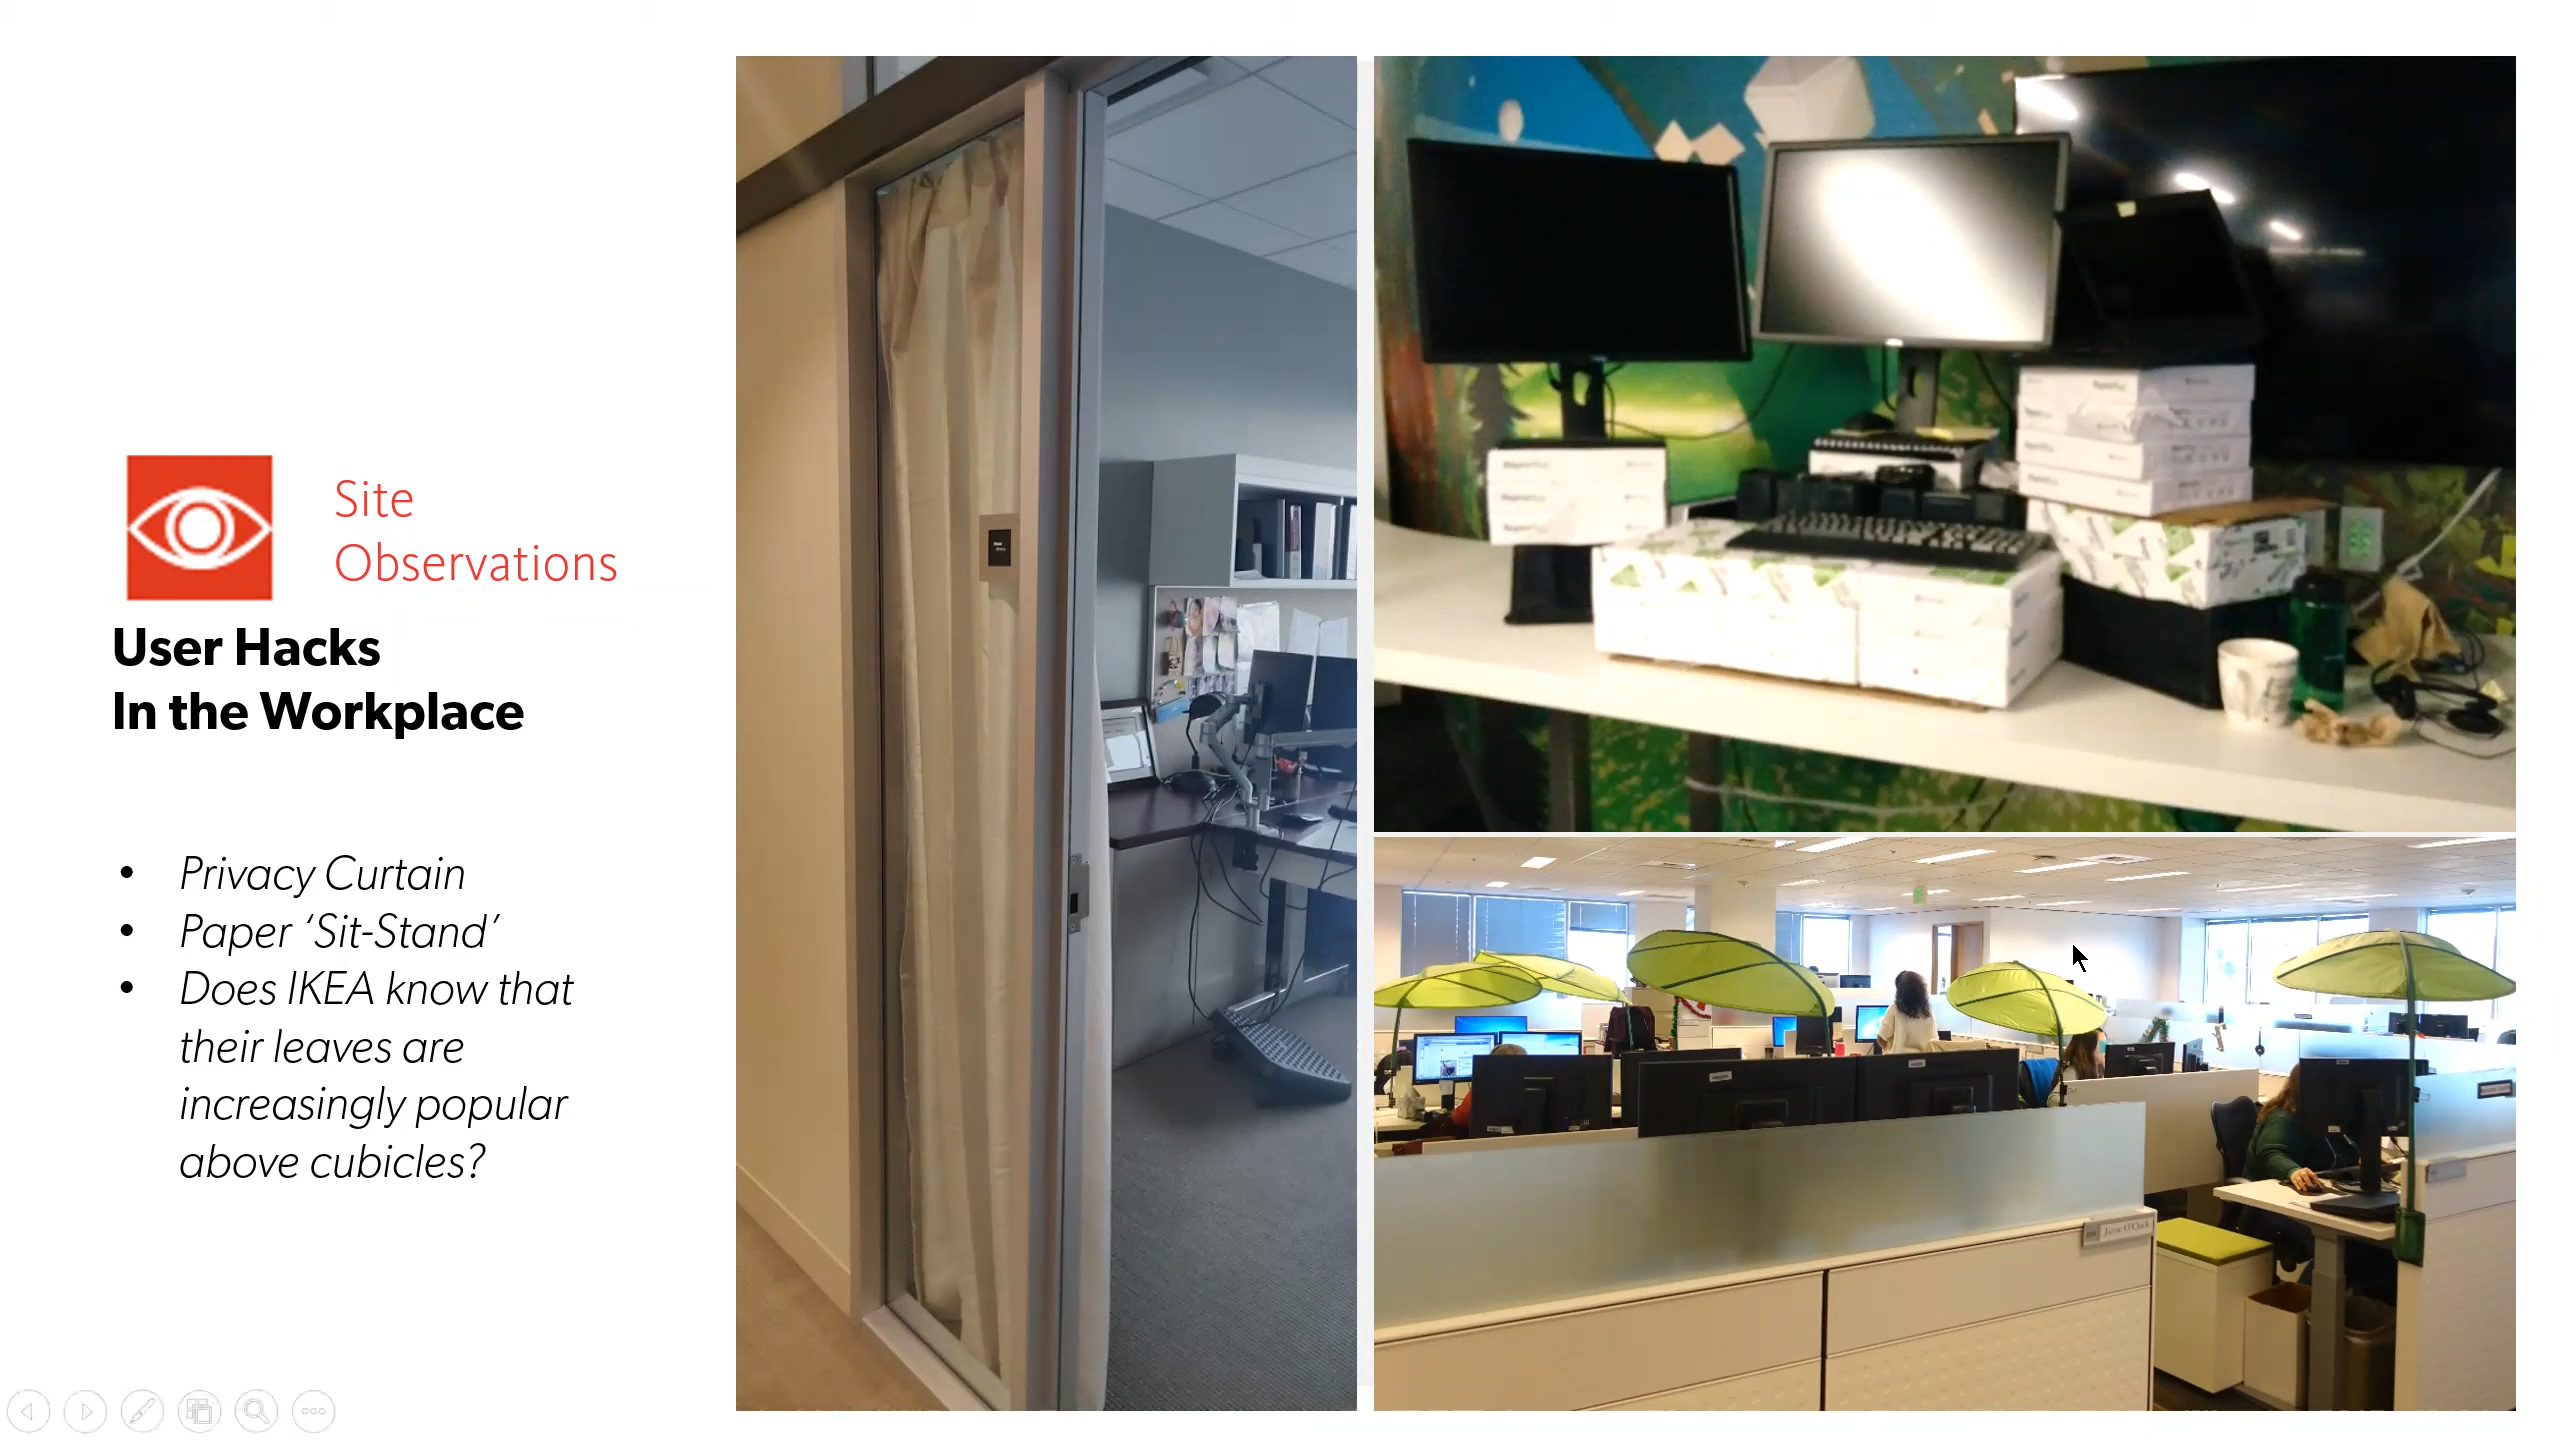 Site
Observations
User Hacks
In the Workplace
• Privacy Curtain
• Paper ‘Sit-Stand’
• Does IKEA know that
their leaves are
increasingly popular
above cubicles?